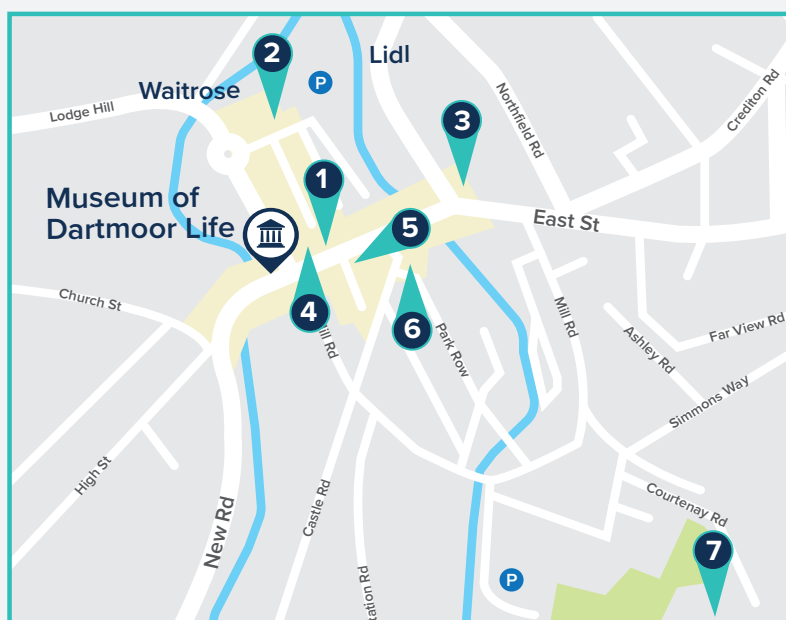 2
Lidl
P
Waitrose
Lodge Hill
Northfield Rd
Crediton Rd
3
1
Museum of
Dartmoor Life
5
East St
4
6
Church St
ill Rd
Park Row
Mill Rd
Ashley Rd
Far View Rd
Simmons Way
High St
New Rd
Castle Rd
Courtenay Rd
7
P
tation Rd